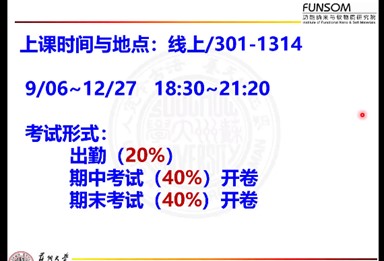 FUNSOM
功能纳米与软物质研究院
Institute of Functional Nano & Soft Materials
上课时间与地点：线上/301-1314
9/06~12/27 18:30~21:20
考试形式：
出勤（20%）
期中考试（40%）开卷
期末考试（40%）开卷
苏州大学